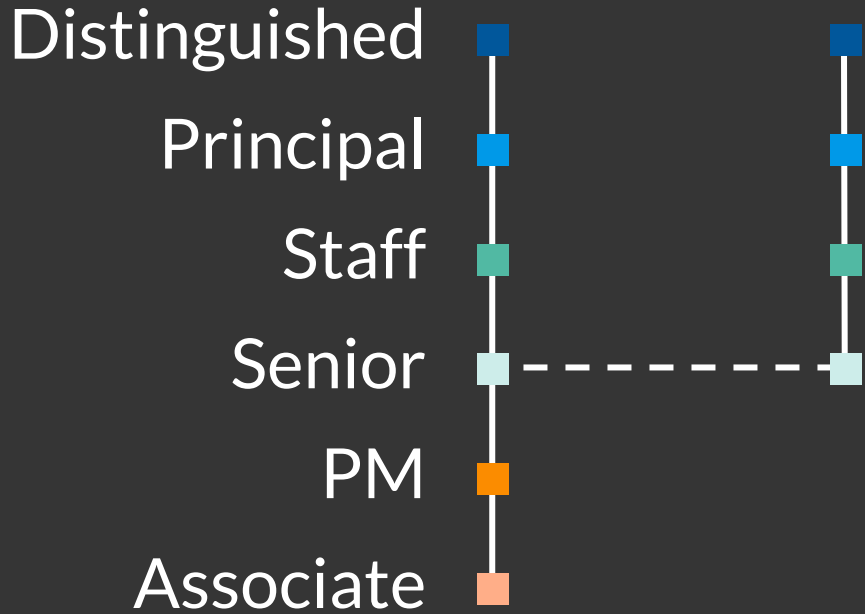 Distinguished
Principal
Staff
Senior
PM
Associate